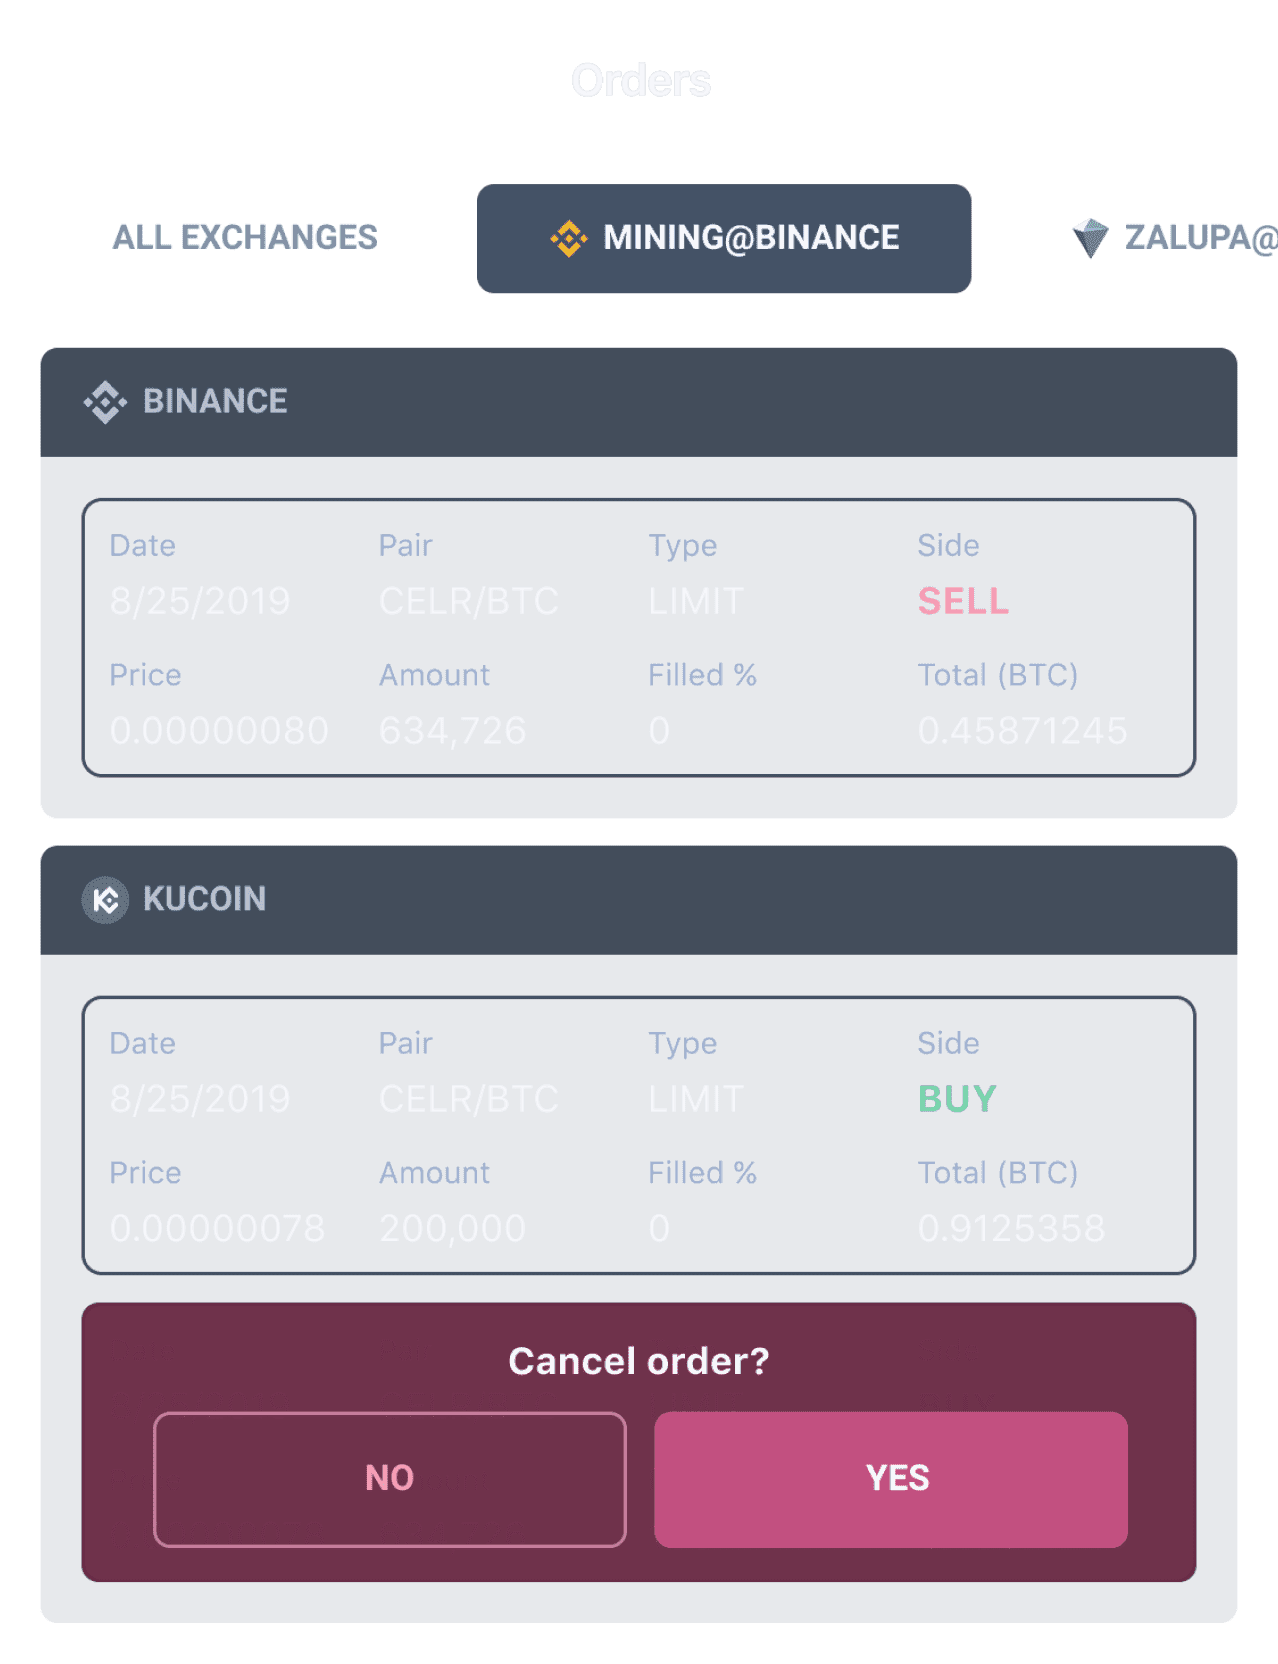 Orders
ALL EXCHANGES MINING@BINANCE ZALUPA@
BINANCE
Date Pair Type Side
8/25/2019 CELR/BTC LIMIT SELL
Price Amount Filled % Total (BTC)
0.00000080 634,726 0 0.45871245
KUCOIN
Date Pair Type Side
8/25/2019 CELR/BTC LIMIT BUY
Price Amount Filled % Total (BTC)
0.00000078 200,000 0 0.9125358
Cancel order?
NO YES